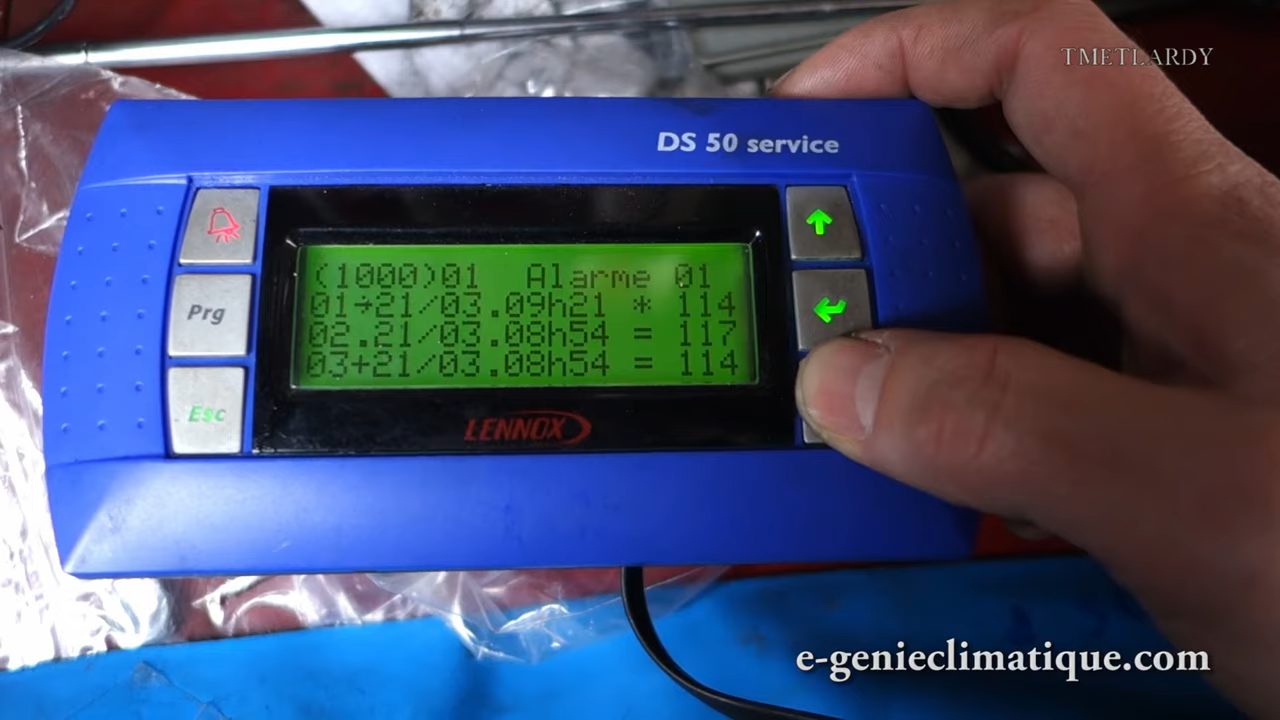 TMETLARDY
DS 50 service
(1000)01 Alarme 01
01→21/03.09h21 * 114
02.21/03.08h54 = 117
03+21/03.08h54 = 114
Prg
Esc
LENNOX
e-genieclimatique.com